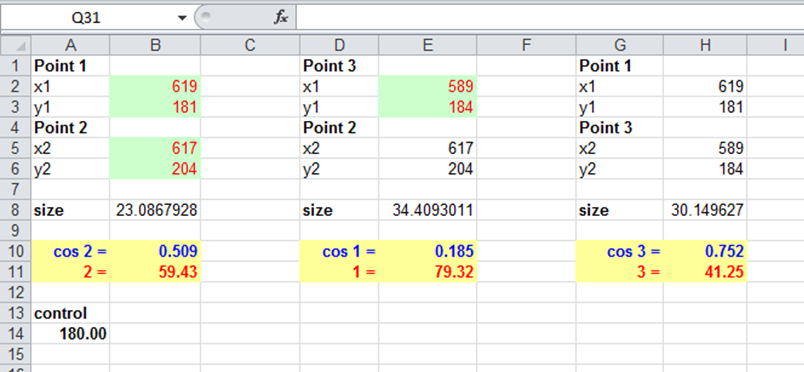 Q31 fx
A B C D E F G H I
1 Point 1 Point 3 Point 1
2 x1 619 x1 589 x1 619
3 y1 181 y1 184 y1 181
4 Point 2 Point 2 Point 3
5 x2 617 x2 617 x2 589
6 y2 204 y2 204 y2 184
7
8 size 23.0867928 size 34.4093011 size 30.149627
9
10 cos 2 = 0.509 cos 1 = 0.185 cos 3 = 0.752
11 2 = 59.43 1 = 79.32 3 = 41.25
12
13 control
14 180.00
15